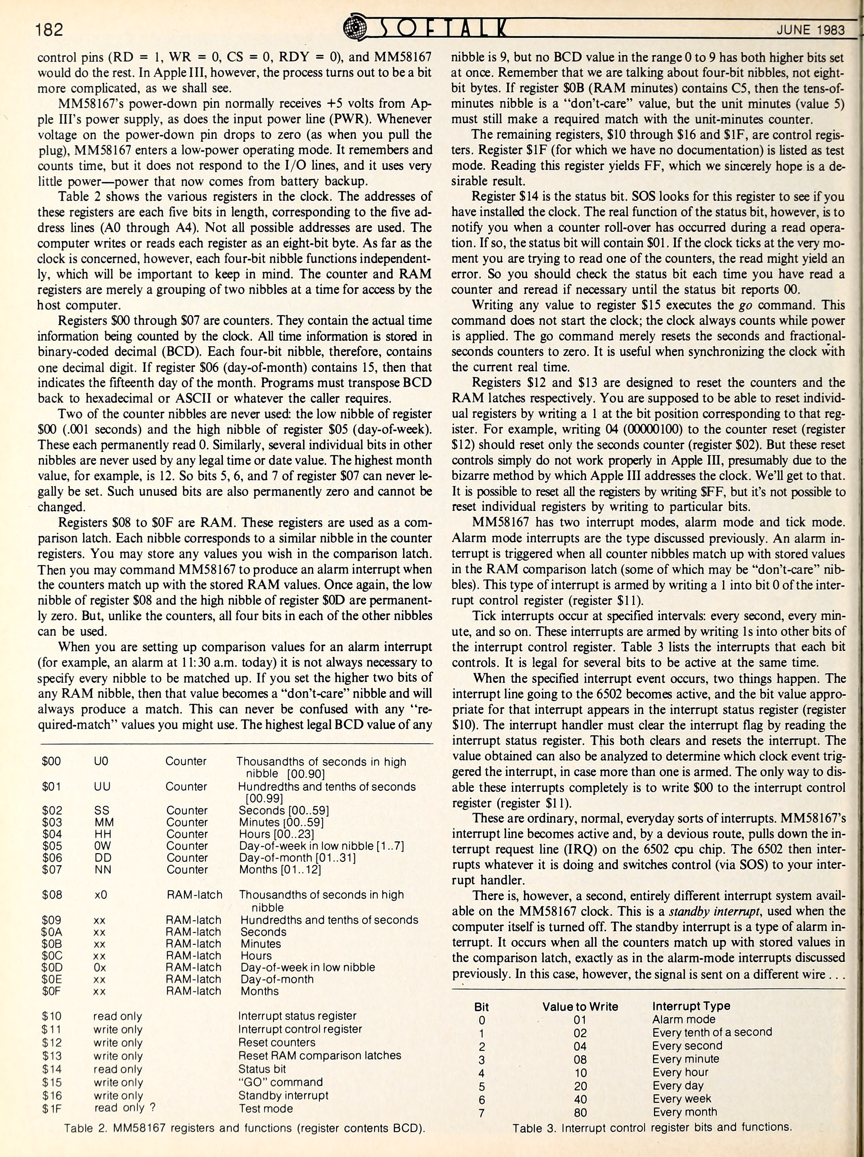 182
SOFTALK
JUNE 1983
control pins (RD = 1, WR = 0, CS = 0, RDY = 0), and MM58167
would do the rest. In Apple III, however, the process turns out to be a bit
more complicated, as we shall see.
MM58167's power-down pin normally receives +5 volts from Ap-
ple III's power supply, as does the input power line (PWR). Whenever
voltage on the power-down pin drops to zero (as when you pull the
plug), MM58167 enters a low-power operating mode. It remembers and
counts time, but it does not respond to the I/O lines, and it uses very
little power—power that now comes from battery backup.
Table 2 shows the various registers in the clock. The addresses of
these registers are each five bits in length, corresponding to the five ad-
dress lines (A0 through A4). Not all possible addresses are used. The
computer writes or reads each register as an eight-bit byte. As far as the
clock is concerned, however, each four-bit nibble functions independent-
ly, which will be important to keep in mind. The counter and RAM
registers are merely a grouping of two nibbles at a time for access by the
host computer.
Registers $00 through $07 are counters. They contain the actual time
information being counted by the clock. All time information is stored in
binary-coded decimal (BCD). Each four-bit nibble, therefore, contains
one decimal digit. If register $06 (day-of-month) contains 15, then that
indicates the fifteenth day of the month. Programs must transpose BCD
back to hexadecimal or ASCII or whatever the caller requires.
Two of the counter nibbles are never used: the low nibble of register
$00 (.001 seconds) and the high nibble of register $05 (day-of-week).
These each permanently read 0. Similarly, several individual bits in other
nibbles are never used by any legal time or date value. The highest month
value, for example, is 12. So bits 5, 6, and 7 of register $07 can never le-
gally be set. Such unused bits are also permanently zero and cannot be
changed.
Registers $08 to $0F are RAM. These registers are used as a com-
parison latch. Each nibble corresponds to a similar nibble in the counter
registers. You may store any values you wish in the comparison latch.
Then you may command MM58167 to produce an alarm interrupt when
the counters match up with the stored RAM values. Once again, the low
nibble of register $08 and the high nibble of register $0D are permanent-
ly zero. But, unlike the counters, all four bits in each of the other nibbles
can be used.
When you are setting up comparison values for an alarm interrupt
(for example, an alarm at 11:30 a.m. today) it is not always necessary to
specify every nibble to be matched up. If you set the higher two bits of
any RAM nibble, then that value becomes a "don't-care" nibble and will
always produce a match. This can never be confused with any "re-
quired-match" values you might use. The highest legal BCD value of any
$00 U0 Counter Thousandths of seconds in high
nibble [00.90]
$01 UU Counter Hundredths and tenths of seconds
[00.99]
$02 SS Counter Seconds [00..59]
$03 MM Counter Minutes [00..59]
$04 HH Counter Hours [00..23]
$05 0W Counter Day-of-week in low nibble [1..7]
$06 DD Counter Day-of-month [01..31]
$07 NN Counter Months [01..12]
$08 x0 RAM-latch Thousandths of seconds in high
nibble
$09 xx RAM-latch Hundredths and tenths of seconds
$0A xx RAM-latch Seconds
$0B xx RAM-latch Minutes
$0C xx RAM-latch Hours
$0D 0x RAM-latch Day-of-week in low nibble
$0E xx RAM-latch Day-of-month
$0F xx RAM-latch Months
$10 read only Interrupt status register
$11 write only Interrupt control register
$12 write only Reset counters
$13 write only Reset RAM comparison latches
$14 read only Status bit
$15 write only "GO" command
$16 write only Standby interrupt
$1F read only ? Test mode
Table 2. MM58167 registers and functions (register contents BCD).
nibble is 9, but no BCD value in the range 0 to 9 has both higher bits set
at once. Remember that we are talking about four-bit nibbles, not eight-
bit bytes. If register $0B (RAM minutes) contains C5, then the tens-of-
minutes nibble is a "don't-care" value, but the unit minutes (value 5)
must still make a required match with the unit-minutes counter.
The remaining registers, $10 through $16 and $1F, are control regis-
ters. Register $1F (for which we have no documentation) is listed as test
mode. Reading this register yields FF, which we sincerely hope is a de-
sirable result.
Register $14 is the status bit. SOS looks for this register to see if you
have installed the clock. The real function of the status bit, however, is to
notify you when a counter roll-over has occurred during a read opera-
tion. If so, the status bit will contain $01. If the clock ticks at the very mo-
ment you are trying to read one of the counters, the read might yield an
error. So you should check the status bit each time you have read a
counter and reread if necessary until the status bit reports 00.
Writing any value to register $15 executes the go command. This
command does not start the clock; the clock always counts while power
is applied. The go command merely resets the seconds and fractional-
seconds counters to zero. It is useful when synchronizing the clock with
the current real time.
Registers $12 and $13 are designed to reset the counters and the
RAM latches respectively. You are supposed to be able to reset individ-
ual registers by writing a 1 at the bit position corresponding to that reg-
ister. For example, writing 04 (00000100) to the counter reset (register
$12) should reset only the seconds counter (register $02). But these reset
controls simply do not work properly in Apple III, presumably due to the
bizarre method by which Apple III addresses the clock. We'll get to that.
It is possible to reset all the registers by writing $FF, but it's not possible to
reset individual registers by writing to particular bits.
MM58167 has two interrupt modes, alarm mode and tick mode.
Alarm mode interrupts are the type discussed previously. An alarm in-
terrupt is triggered when all counter nibbles match up with stored values
in the RAM comparison latch (some of which may be "don't-care" nib-
bles). This type of interrupt is armed by writing a 1 into bit 0 of the inter-
rupt control register (register $11).
Tick interrupts occur at specified intervals: every second, every min-
ute, and so on. These interrupts are armed by writing 1s into other bits of
the interrupt control register. Table 3 lists the interrupts that each bit
controls. It is legal for several bits to be active at the same time.
When the specified interrupt event occurs, two things happen. The
interrupt line going to the 6502 becomes active, and the bit value appro-
priate for that interrupt appears in the interrupt status register (register
$10). The interrupt handler must clear the interrupt flag by reading the
interrupt status register. This both clears and resets the interrupt. The
value obtained can also be analyzed to determine which clock event trig-
gered the interrupt, in case more than one is armed. The only way to dis-
able these interrupts completely is to write $00 to the interrupt control
register (register $11).
These are ordinary, normal, everyday sorts of interrupts. MM58167's
interrupt line becomes active and, by a devious route, pulls down the in-
terrupt request line (IRQ) on the 6502 cpu chip. The 6502 then inter-
rupts whatever it is doing and switches control (via SOS) to your inter-
rupt handler.
There is, however, a second, entirely different interrupt system avail-
able on the MM58167 clock. This is a standby interrupt, used when the
computer itself is turned off. The standby interrupt is a type of alarm in-
terrupt. It occurs when all the counters match up with stored values in
the comparison latch, exactly as in the alarm-mode interrupts discussed
previously. In this case, however, the signal is sent on a different wire . . .
Bit Value to Write Interrupt Type
0 01 Alarm mode
1 02 Every tenth of a second
2 04 Every second
3 08 Every minute
4 10 Every hour
5 20 Every day
6 40 Every week
7 80 Every month
Table 3. Interrupt control register bits and functions.